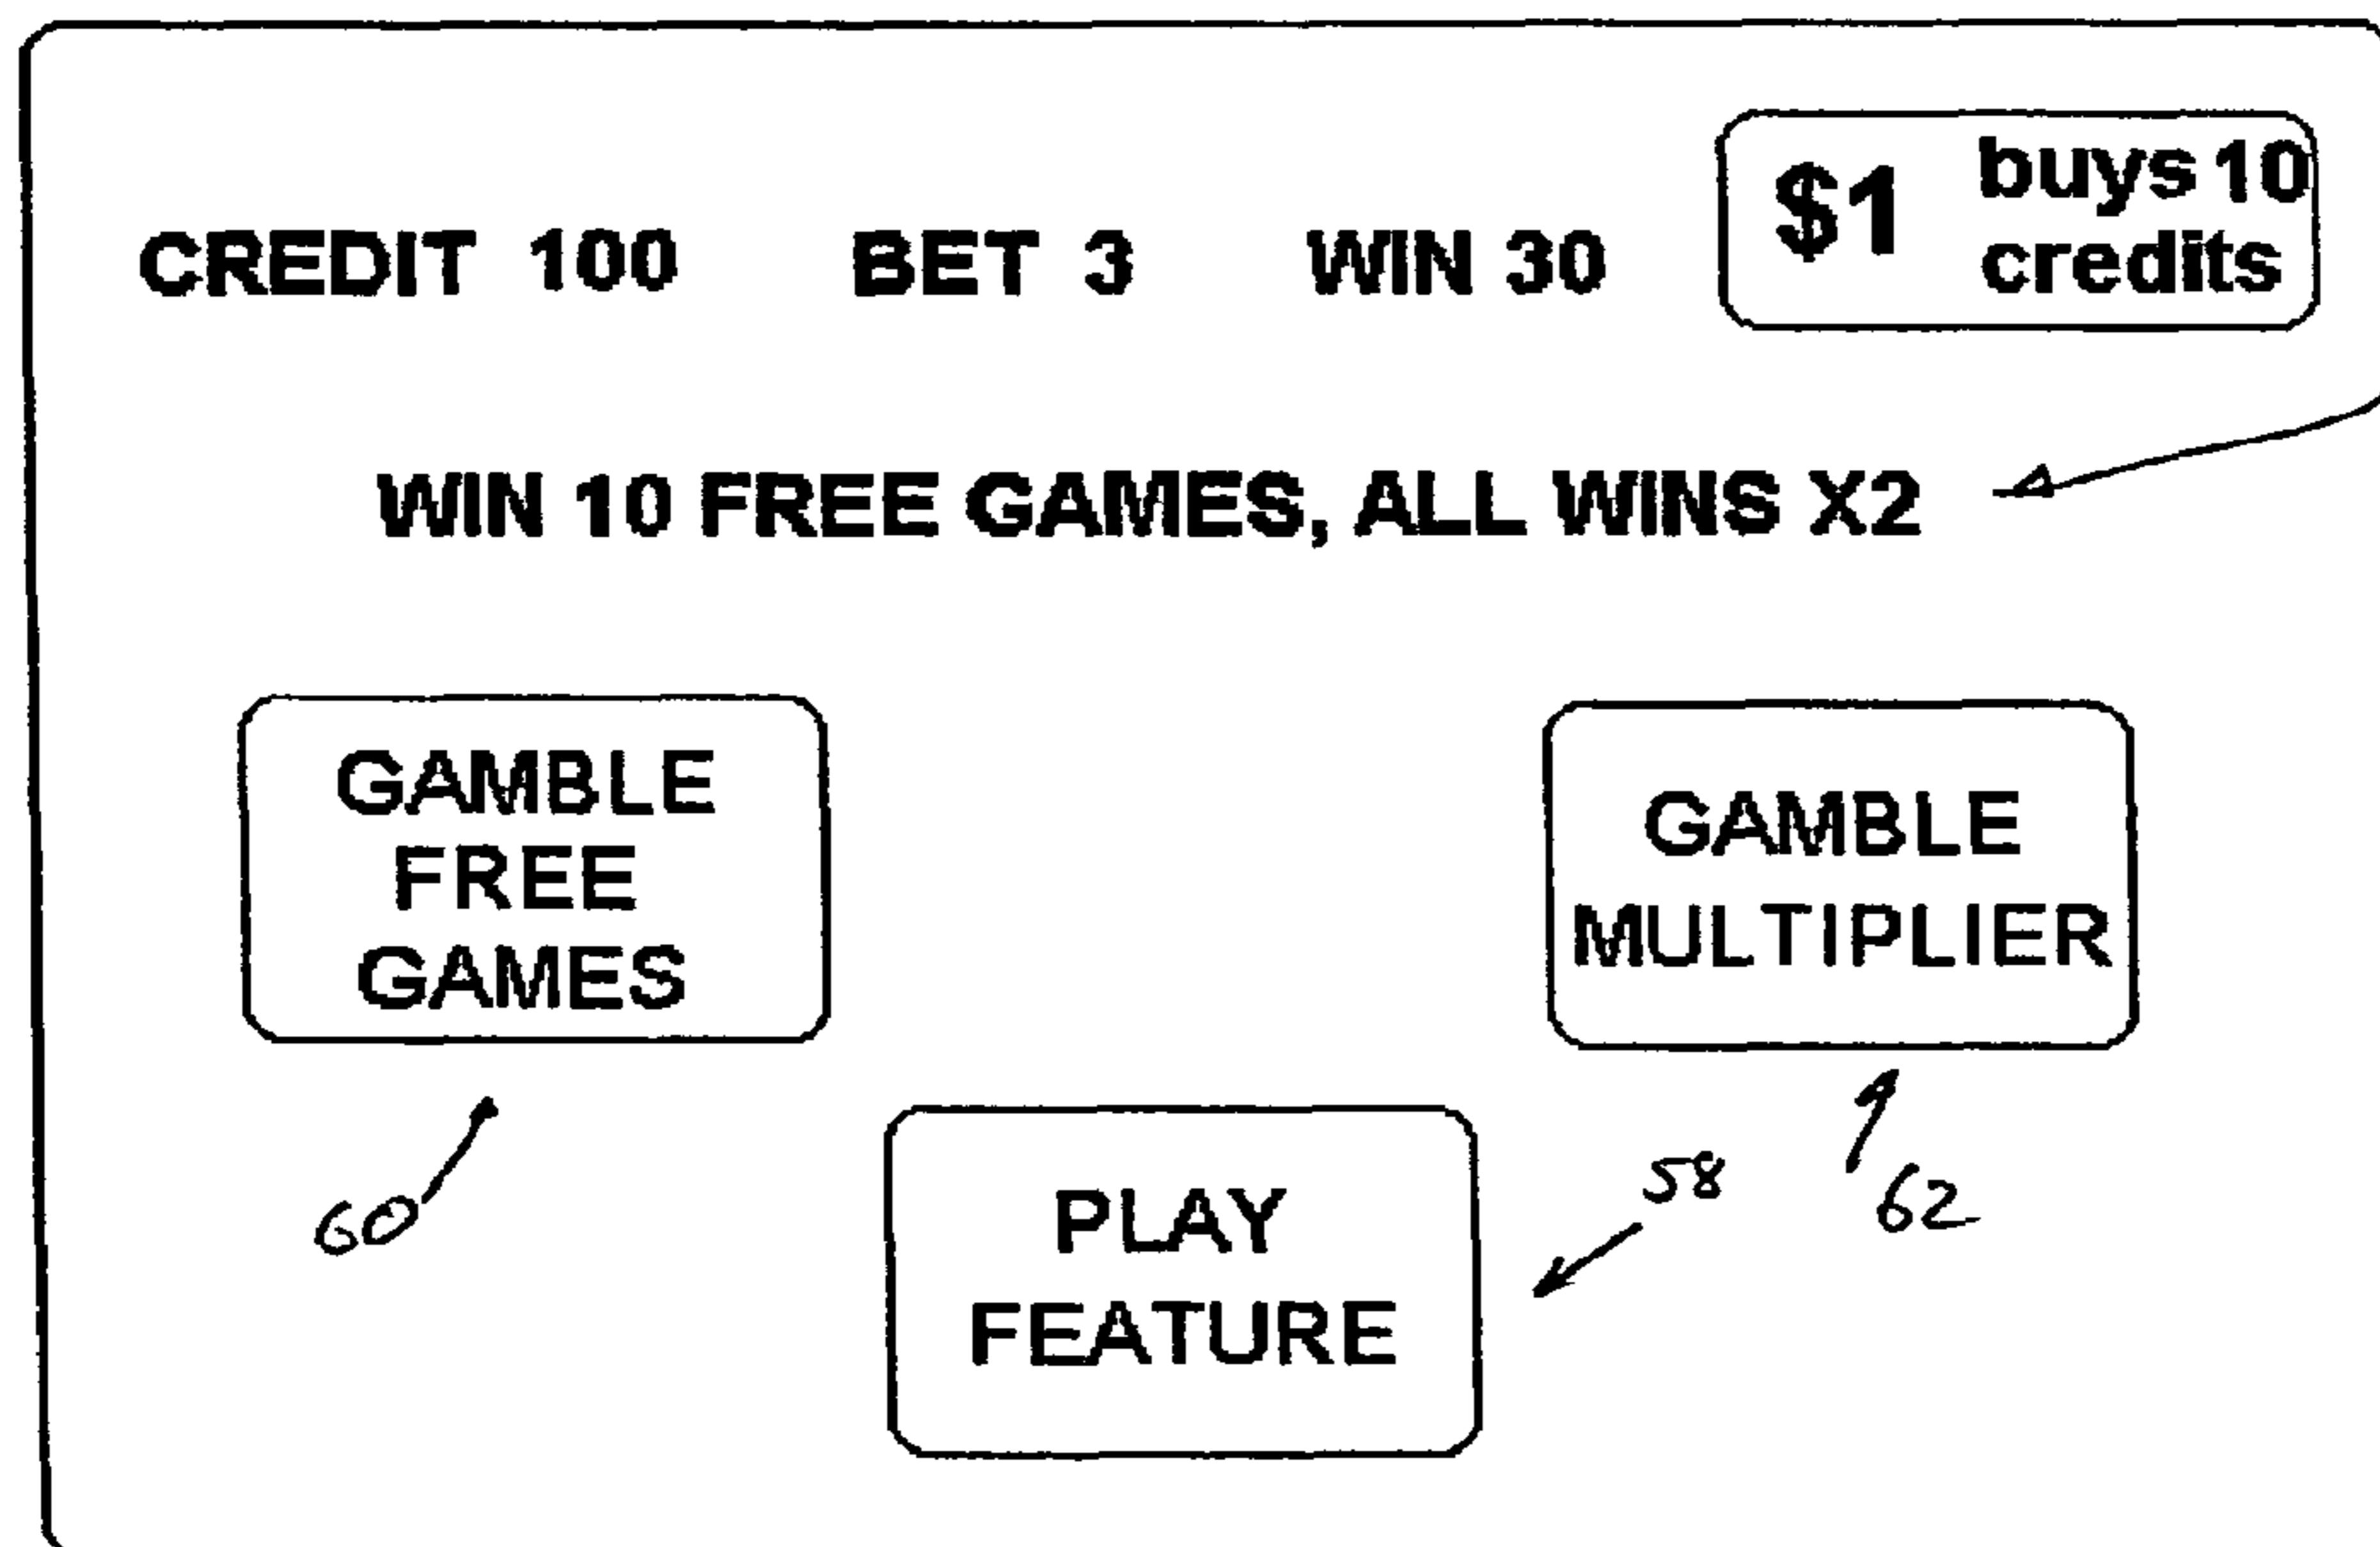 CREDIT 100 BET 3 WIN 30 $1 buys 10
credits
WIN 10 FREE GAMES, ALL WINS X2
GAMBLE
FREE
GAMES
GAMBLE
MULTIPLIER
60
PLAY
FEATURE
58
62